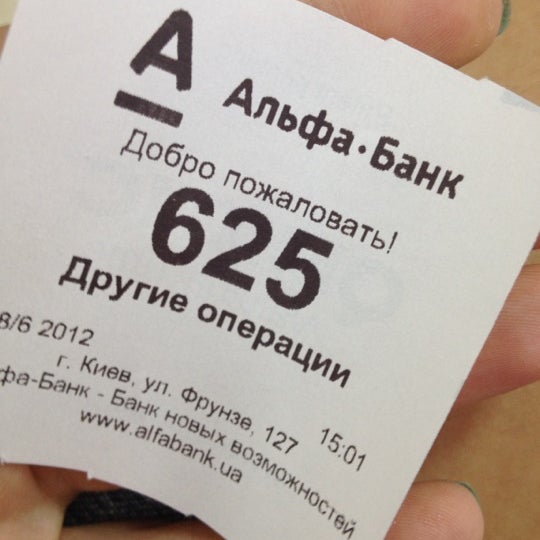 А
Альфа·Банк
Добро пожаловать!
625
Другие операции
8/6 2012 15:01
г. Киев, ул. Фрунзе, 127
фа-Банк - Банк новых возможностей
www.alfabank.ua